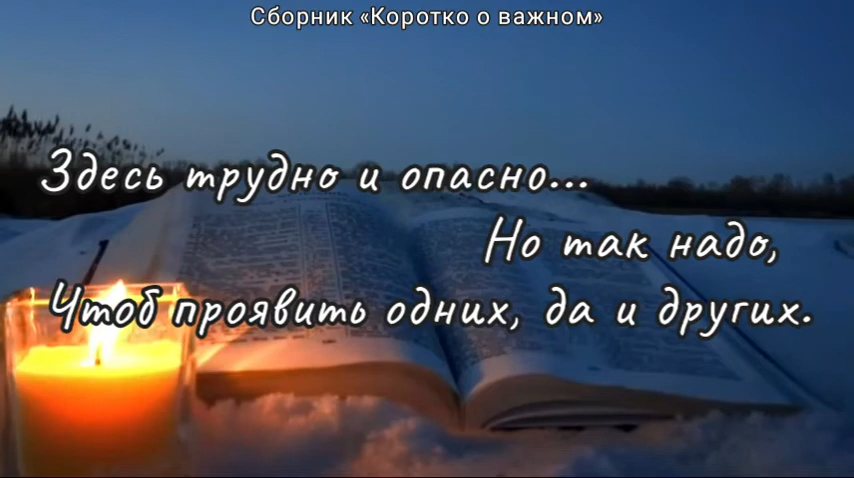 Сборник «Коротко о важном»
Здесь трудно и опасно...
Но так надо,
Чтоб проявить одних, да и других.